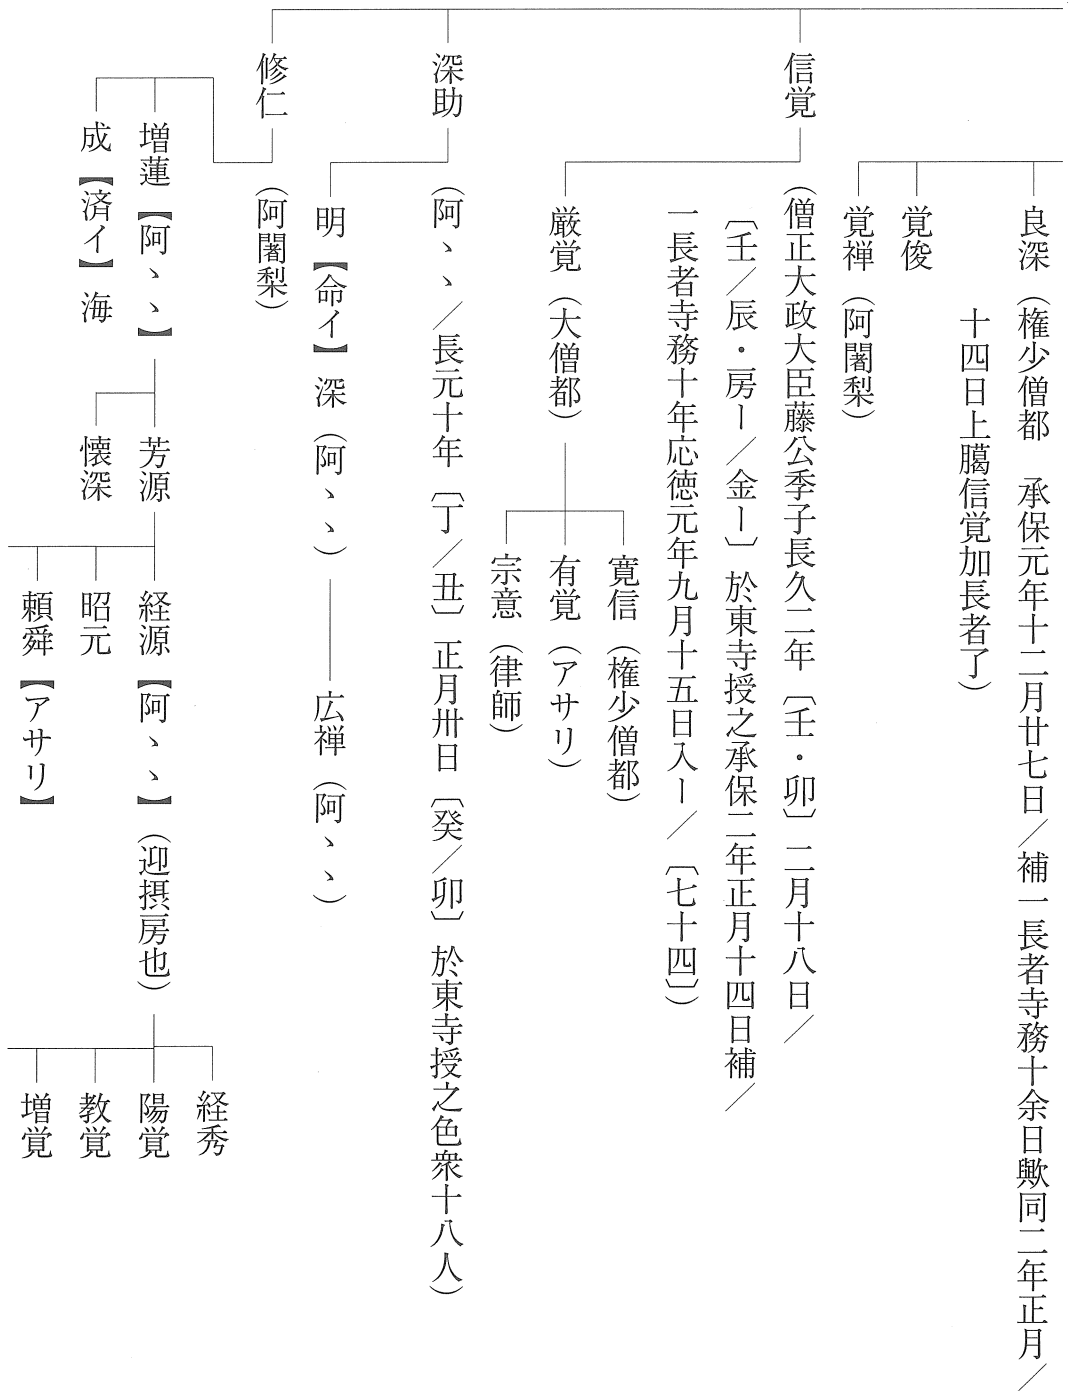 良深（権少僧都　承保元年十二月廿七日／補一長者寺務十余日歟同二年正月／
十四日上臈信覚加長者了）
覚俊
覚禅（阿闍梨）
信覚
（僧正大政大臣藤公季子長久二年〔壬・卯〕二月十八日／
〔壬／辰・房ー／金ー〕於東寺授之承保二年正月十四日補／
一長者寺務十年応徳元年九月十五日入ー／〔七十四〕）
厳覚（大僧都）
寛信（権少僧都）
有覚（アサリ）
宗意（律師）
深助
（阿ヽヽ／長元十年〔丁／丑〕正月卅日〔癸／卯〕於東寺授之色衆十八人）
明【命イ】深（阿ヽヽ）
広禅（阿ヽヽ）
修仁
（阿闍梨）
増蓮【阿ヽヽ】
成【済イ】海
芳源
懐深
経源【阿ヽヽ】（迎摂房也）
昭元
頼舜【アサリ】
経秀
陽覚
教覚
増覚